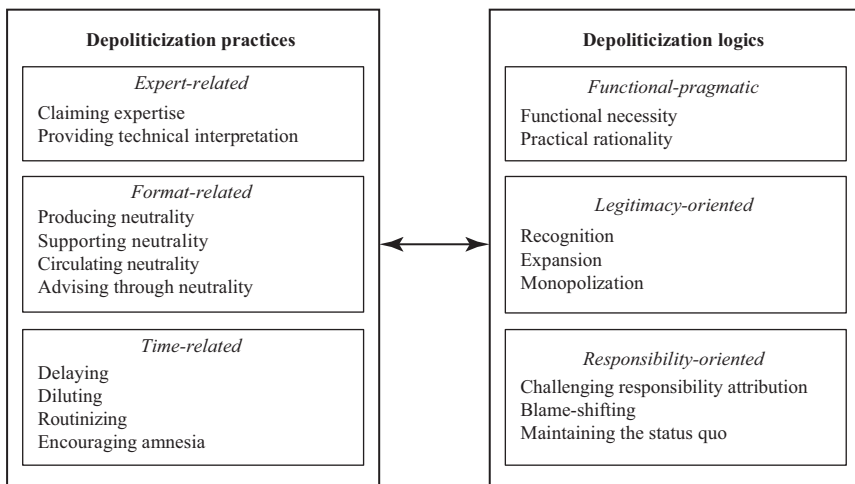 Depoliticization practices
Expert-related
Claiming expertise
Providing technical interpretation
Format-related
Producing neutrality
Supporting neutrality
Circulating neutrality
Advising through neutrality
Time-related
Delaying
Diluting
Routinizing
Encouraging amnesia
Depoliticization logics
Functional-pragmatic
Functional necessity
Practical rationality
Legitimacy-oriented
Recognition
Expansion
Monopolization
Responsibility-oriented
Challenging responsibility attribution
Blame-shifting
Maintaining the status quo